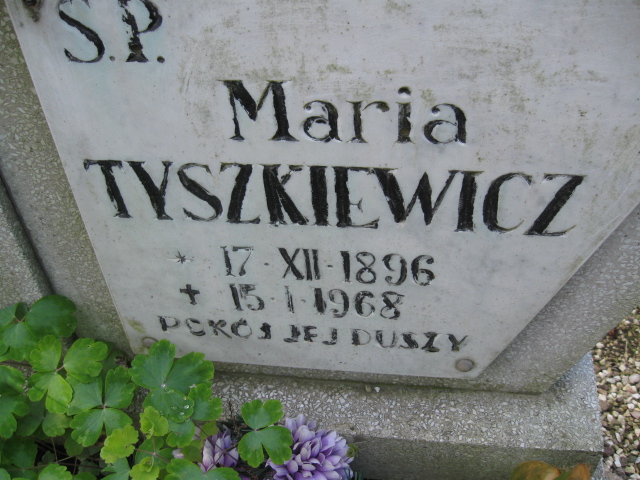 Ś.P.
Maria
TYSZKIEWICZ
* 17·XII·1896
+ 15·I·1968
POKÓJ JEJ DUSZY